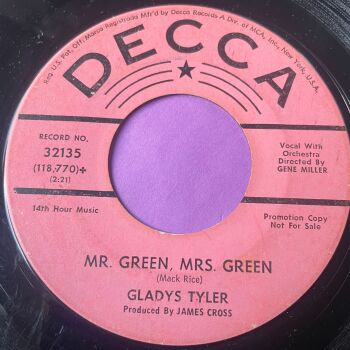 Reg. U.S. Pat. Off. Marca Registrada Mfr'd by Decca Records A Div. of MCA, Inc., New York, U.S.A.
DECCA
RECORD NO.
32135
(118,770)+
(2:21)
14th Hour Music
Vocal With
Orchestra
Directed By
GENE MILLER
Promotion Copy
Not For Sale
MR. GREEN, MRS. GREEN
(Mack Rice)
GLADYS TYLER
Produced By JAMES CROSS